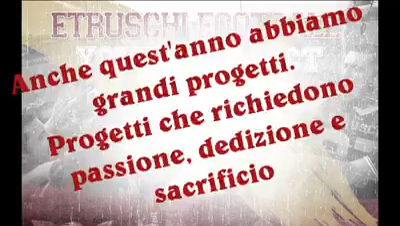 ETRUSCHI FOOTBALL
Anche quest'anno abbiamo
grandi progetti.
Progetti che richiedono
passione, dedizione e
sacrificio